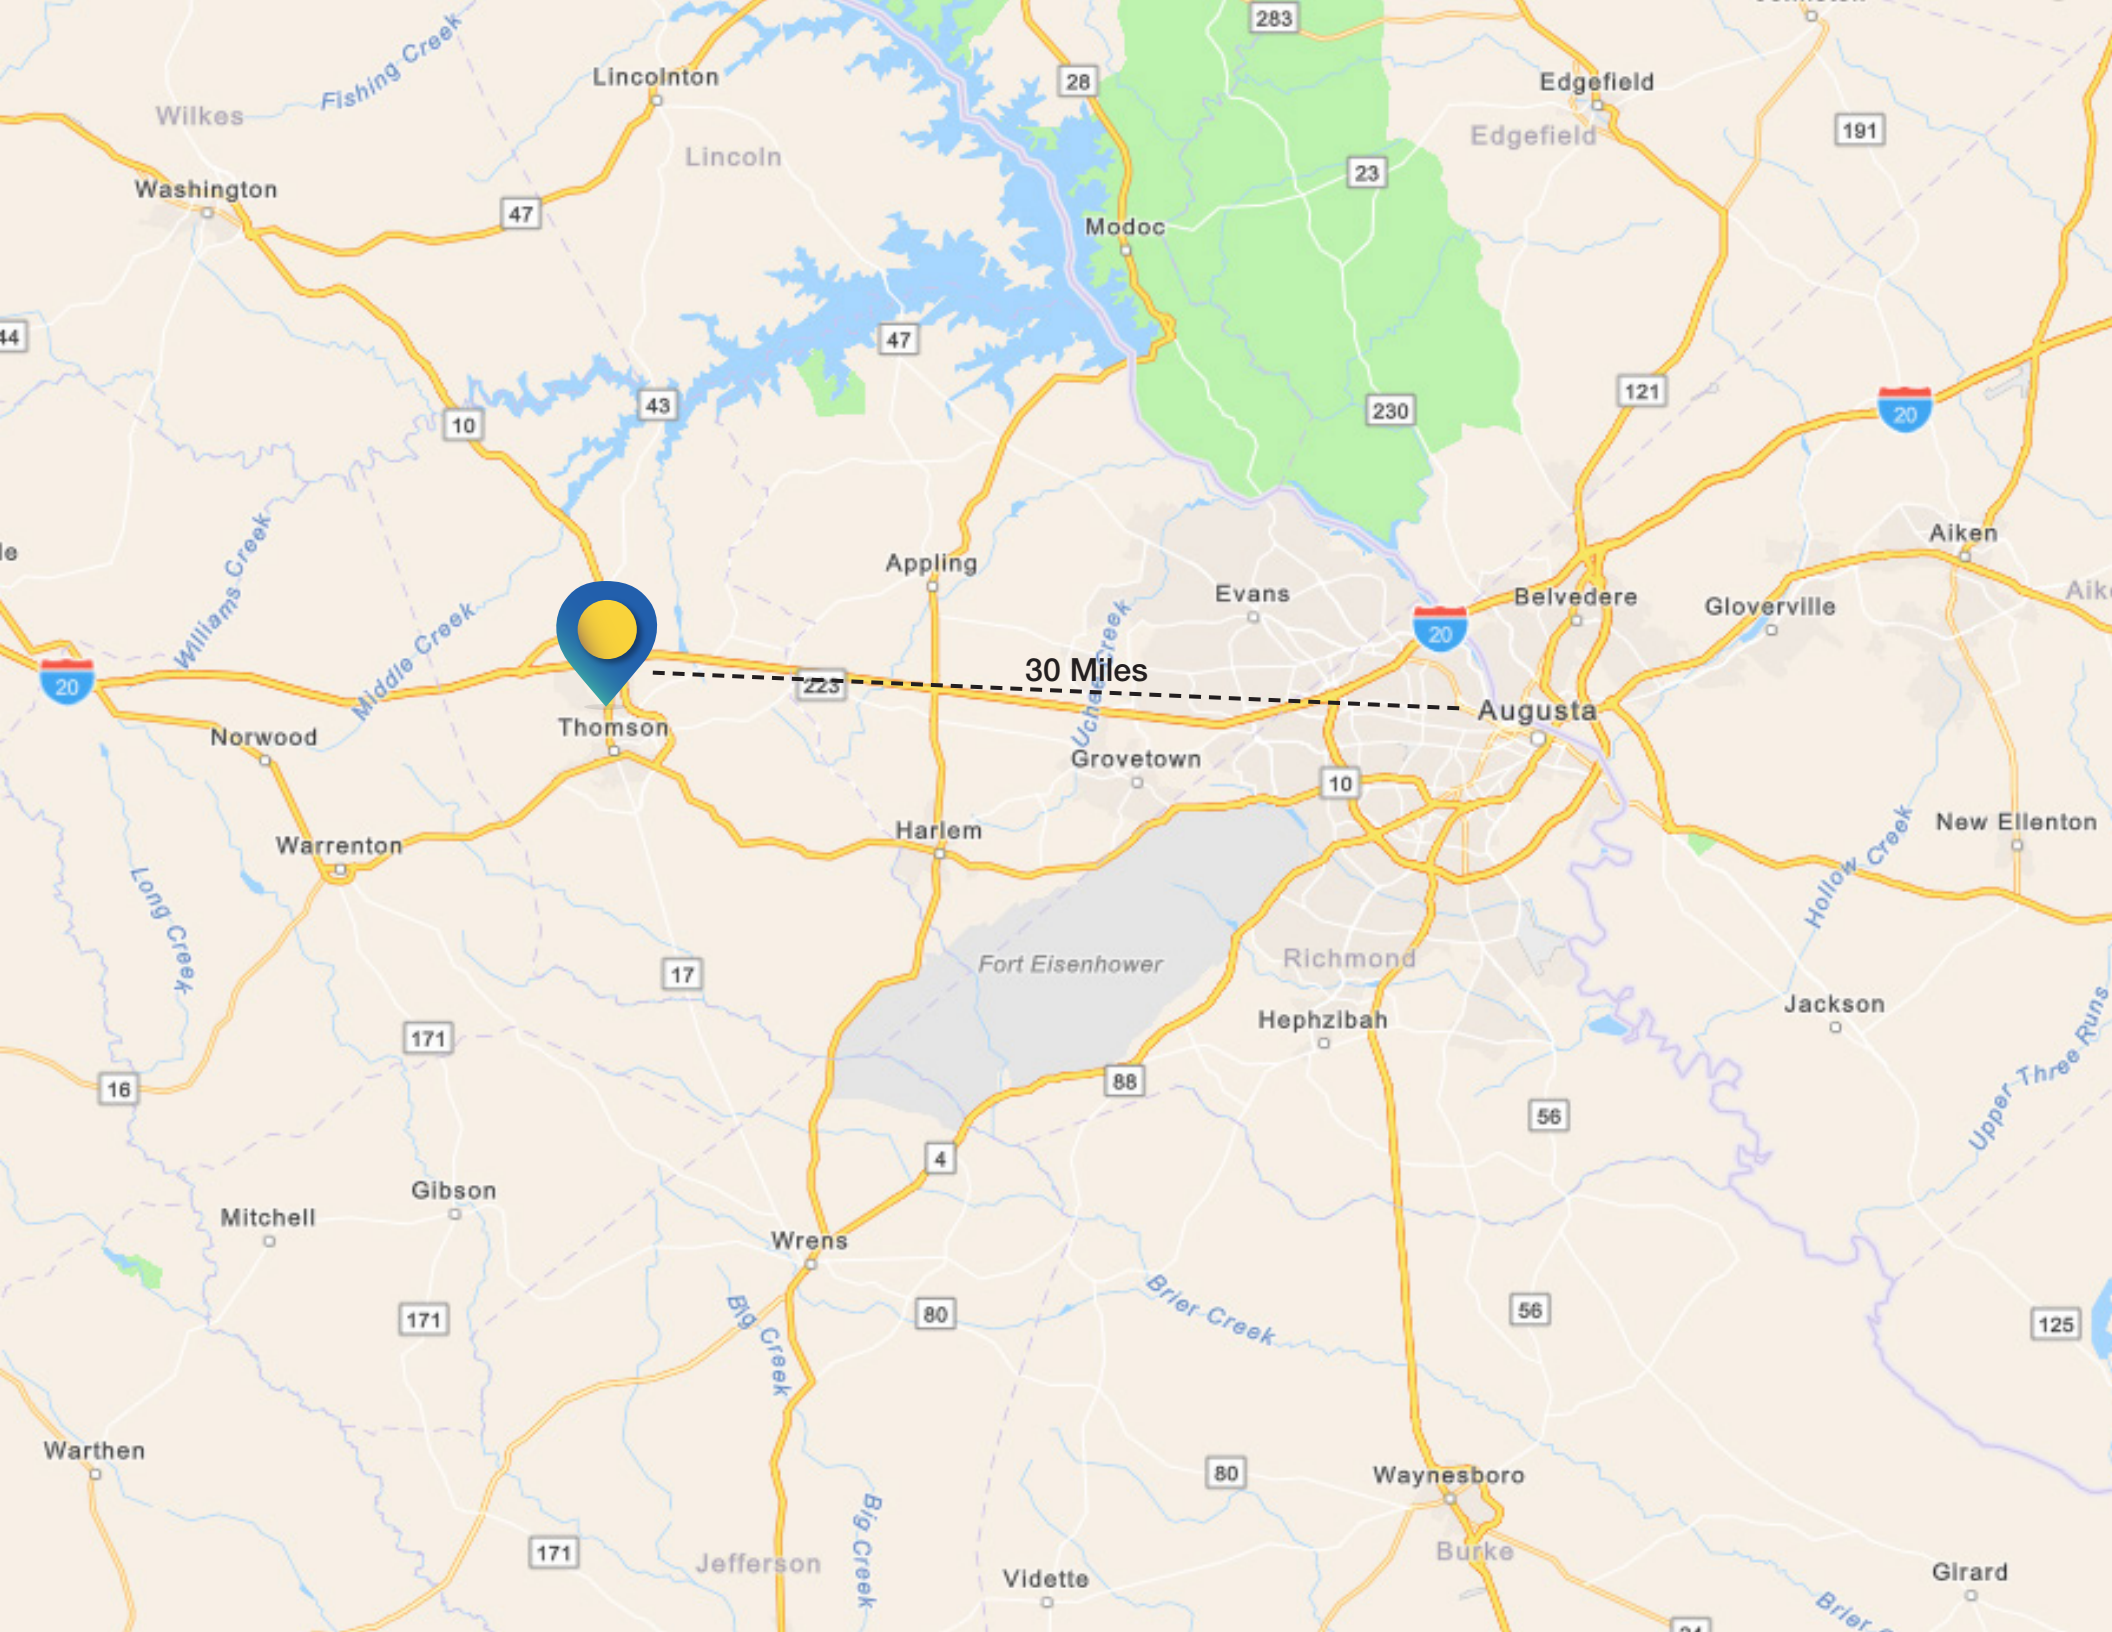 283
Lincolnton
28
Edgefield
Fishing Creek
Wilkes
Edgefield
191
Lincoln
23
Washington
47
Modoc
44
47
43
121
20
230
10
Aiken
le
Appling
Williams Creek
Evans
Belvedere
Gloverville
Middle Creek
Uchee Creek
20
30 Miles
20
223
Augusta
Thomson
Norwood
Grovetown
10
New Ellenton
Harlem
Warrenton
Hollow Creek
Long Creek
Fort Eisenhower
Richmond
17
Jackson
Hephzibah
171
Upper Three Runs
16
88
56
4
Gibson
Mitchell
Wrens
Brier Creek
80
56
171
125
Big Creek
Warthen
80
Waynesboro
Big Creek
171
Jefferson
Burke
Vidette
Girard
Brier